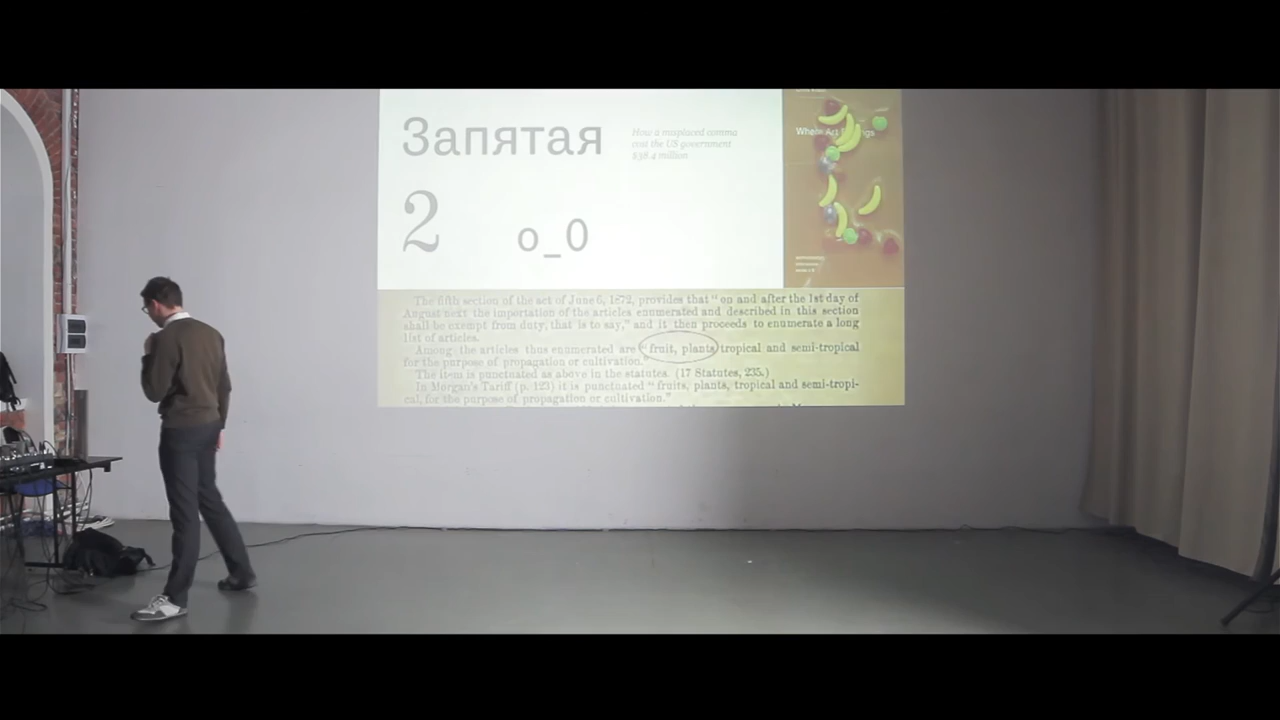 Запятая
How a misplaced comma
cost the US government
$38.4 million
2
o_0
The fifth section of the act of June 6, 1872, provides that "on and after the 1st day of
August next the importation of the articles enumerated and described in this section
shall be exempt from duty, that is to say," and it then proceeds to enumerate a long
list of articles.
Among the articles thus enumerated are "fruit, plants tropical and semi-tropical
for the purpose of propagation or cultivation."
The item is punctuated as above in the statutes. (17 Statutes, 235.)
In Morgan's Tariff (p. 123) it is punctuated "fruits, plants, tropical and semi-tropi-
cal, for the purpose of propagation or cultivation."
Where Art